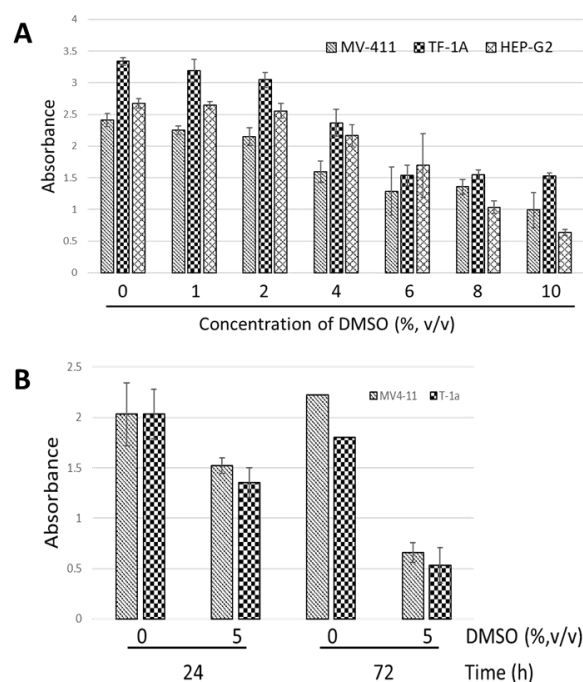 A
Absorbance
4
3.5
3
2.5
2
1.5
1
0.5
0
MV-411 TF-1A HEP-G2
0 1 2 4 6 8 10
Concentration of DMSO (%, v/v)
B
Absorbance
2.5
2
1.5
1
0.5
0
MV4-11 T-1a
0 5 0 5 DMSO (%,v/v)
24 72 Time (h)